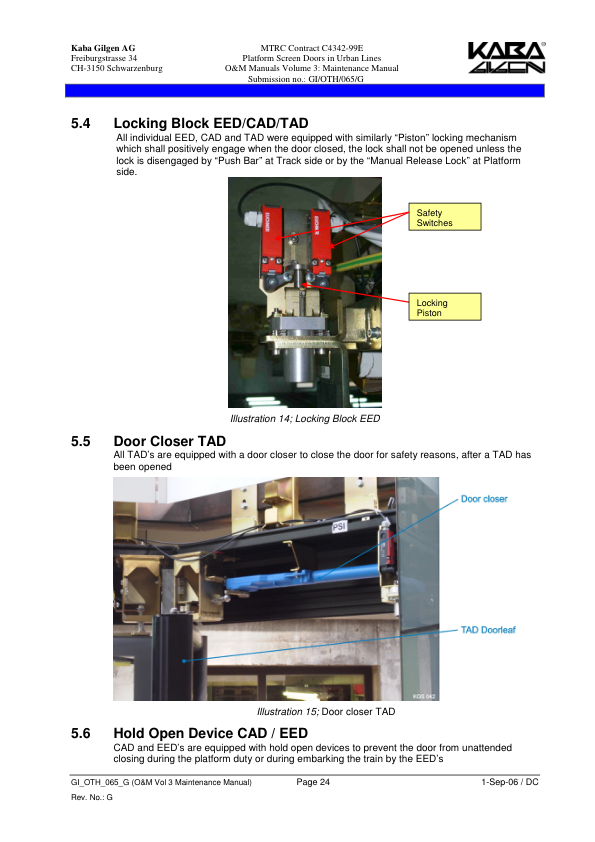 Kaba Gilgen AG
Freiburgstrasse 34
CH-3150 Schwarzenburg
MTRC Contract C4342-99E
Platform Screen Doors in Urban Lines
O&M Manuals Volume 3: Maintenance Manual
Submission no.: GI/OTH/065/G
KABA®
GILGEN
5.4 Locking Block EED/CAD/TAD
All individual EED, CAD and TAD were equipped with similarly “Piston” locking mechanism
which shall positively engage when the door closed, the lock shall not be opened unless the
lock is disengaged by “Push Bar” at Track side or by the “Manual Release Lock” at Platform
side.
Safety
Switches
Locking
Piston
Illustration 14; Locking Block EED
5.5 Door Closer TAD
All TAD’s are equipped with a door closer to close the door for safety reasons, after a TAD has
been opened
PSI
Door closer
TAD Doorleaf
Illustration 15; Door closer TAD
5.6 Hold Open Device CAD / EED
CAD and EED’s are equipped with hold open devices to prevent the door from unattended
closing during the platform duty or during embarking the train by the EED’s
GI_OTH_065_G (O&M Vol 3 Maintenance Manual) Page 24 1-Sep-06 / DC
Rev. No.: G